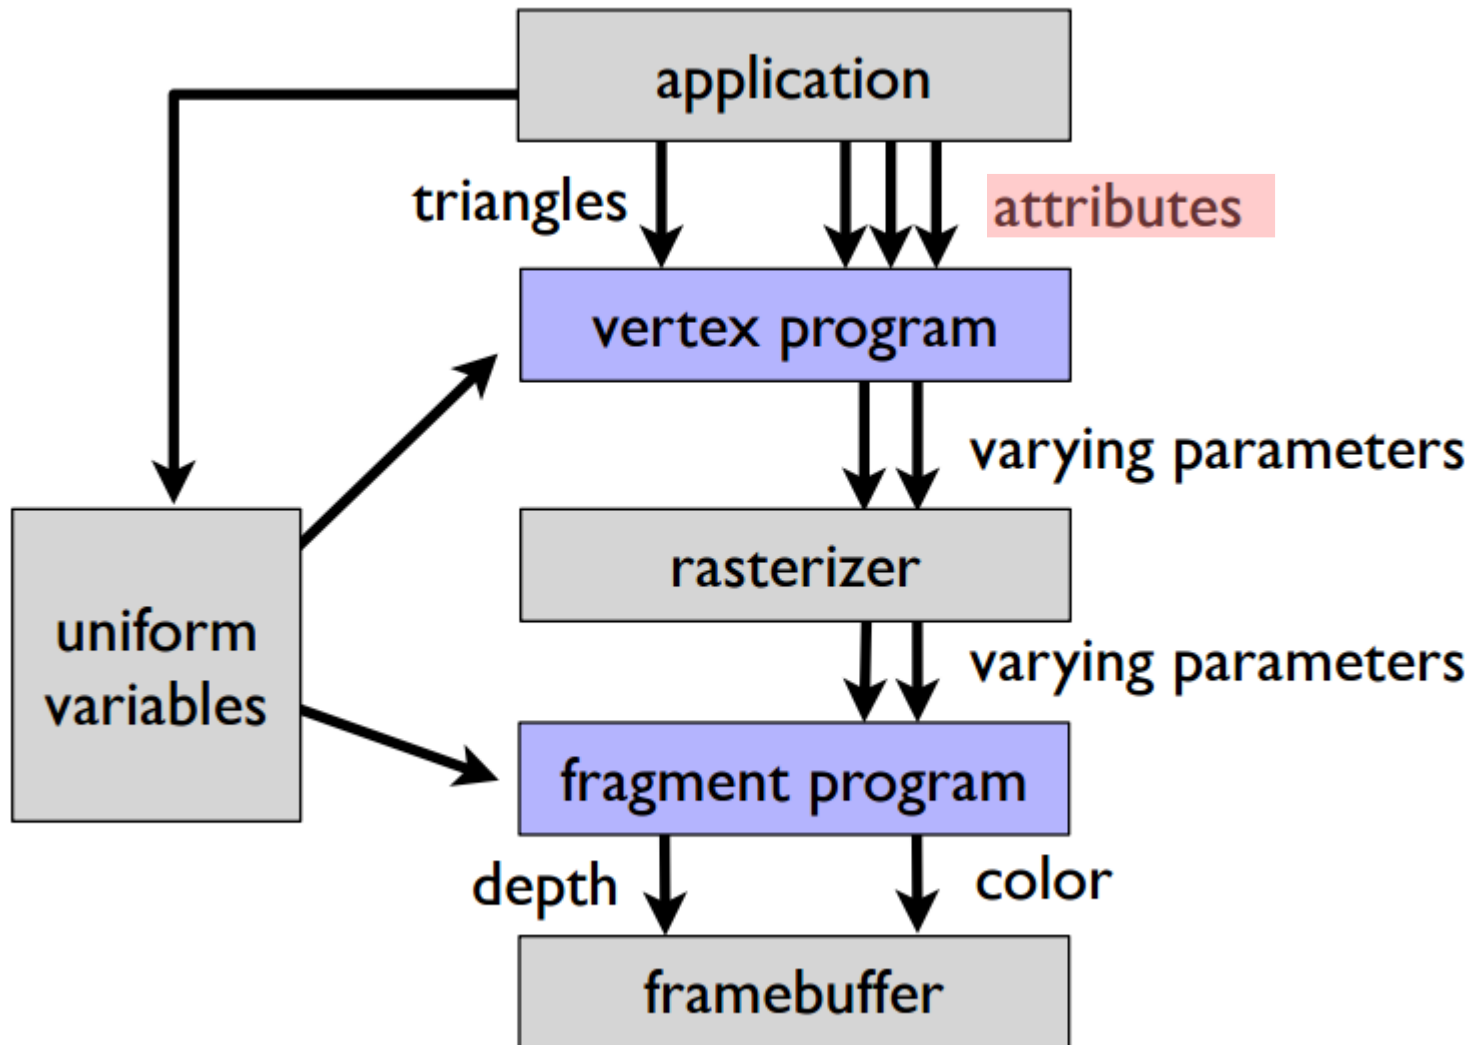 application
triangles
attributes
vertex program
varying parameters
rasterizer
uniform
variables
varying parameters
fragment program
depth
color
framebuffer